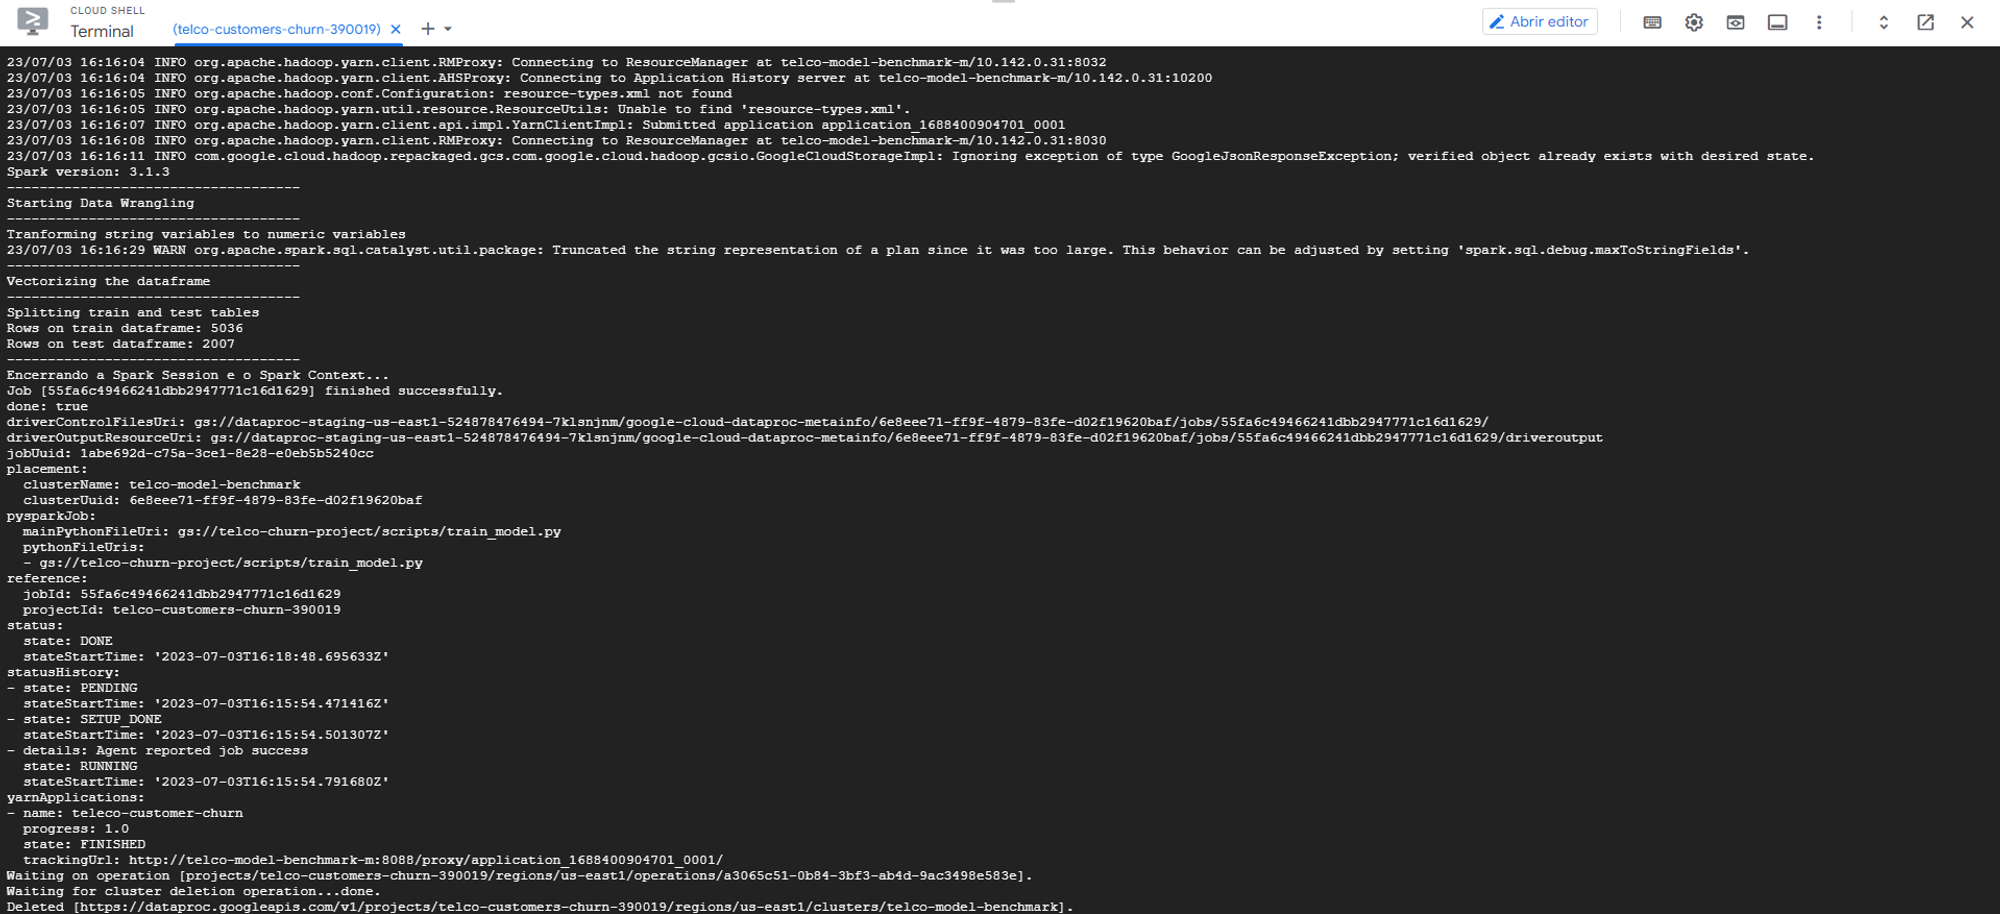 CLOUD SHELL
Terminal
(telco-customers-churn-390019)
Abrir editor
23/07/03 16:16:04 INFO org.apache.hadoop.yarn.client.RMProxy: Connecting to ResourceManager at telco-model-benchmark-m/10.142.0.31:8032
23/07/03 16:16:04 INFO org.apache.hadoop.yarn.client.AHSProxy: Connecting to Application History server at telco-model-benchmark-m/10.142.0.31:10200
23/07/03 16:16:05 INFO org.apache.hadoop.conf.Configuration: resource-types.xml not found
23/07/03 16:16:05 INFO org.apache.hadoop.yarn.util.resource.ResourceUtils: Unable to find 'resource-types.xml'.
23/07/03 16:16:07 INFO org.apache.hadoop.yarn.client.api.impl.YarnClientImpl: Submitted application application_1688400904701_0001
23/07/03 16:16:08 INFO org.apache.hadoop.yarn.client.RMProxy: Connecting to ResourceManager at telco-model-benchmark-m/10.142.0.31:8030
23/07/03 16:16:11 INFO com.google.cloud.hadoop.repackaged.gcs.com.google.cloud.hadoop.gcsio.GoogleCloudStorageImpl: Ignoring exception of type GoogleJsonResponseException; verified object already exists with desired state.
Spark version: 3.1.3
------------------------------------
Starting Data Wrangling
------------------------------------
Tranforming string variables to numeric variables
23/07/03 16:16:29 WARN org.apache.spark.sql.catalyst.util.package: Truncated the string representation of a plan since it was too large. This behavior can be adjusted by setting 'spark.sql.debug.maxToStringFields'.
------------------------------------
Vectorizing the dataframe
------------------------------------
Splitting train and test tables
Rows on train dataframe: 5036
Rows on test dataframe: 2007
------------------------------------
Encerrando a Spark Session e o Spark Context...
Job [55fa6c49466241dbb2947771c16d1629] finished successfully.
done: true
driverControlFilesUri: gs://dataproc-staging-us-east1-524878476494-7klsnjnm/google-cloud-dataproc-metainfo/6e8eee71-ff9f-4879-83fe-d02f19620baf/jobs/55fa6c49466241dbb2947771c16d1629/
driverOutputResourceUri: gs://dataproc-staging-us-east1-524878476494-7klsnjnm/google-cloud-dataproc-metainfo/6e8eee71-ff9f-4879-83fe-d02f19620baf/jobs/55fa6c49466241dbb2947771c16d1629/driveroutput
jobUuid: 1abe692d-c75a-3ce1-8e28-e0eb5b5240cc
placement:
  clusterName: telco-model-benchmark
  clusterUuid: 6e8eee71-ff9f-4879-83fe-d02f19620baf
pysparkJob:
  mainPythonFileUri: gs://telco-churn-project/scripts/train_model.py
  pythonFileUris:
  - gs://telco-churn-project/scripts/train_model.py
reference:
  jobId: 55fa6c49466241dbb2947771c16d1629
  projectId: telco-customers-churn-390019
status:
  state: DONE
  stateStartTime: '2023-07-03T16:18:48.695633Z'
statusHistory:
- state: PENDING
  stateStartTime: '2023-07-03T16:15:54.471416Z'
- state: SETUP_DONE
  stateStartTime: '2023-07-03T16:15:54.501307Z'
- details: Agent reported job success
  state: RUNNING
  stateStartTime: '2023-07-03T16:15:54.791680Z'
yarnApplications:
- name: teleco-customer-churn
  progress: 1.0
  state: FINISHED
  trackingUrl: http://telco-model-benchmark-m:8088/proxy/application_1688400904701_0001/
Waiting on operation [projects/telco-customers-churn-390019/regions/us-east1/operations/a3065c51-0b84-3bf3-ab4d-9ac3498e583e].
Waiting for cluster deletion operation...done.
Deleted [https://dataproc.googleapis.com/v1/projects/telco-customers-churn-390019/regions/us-east1/clusters/telco-model-benchmark].